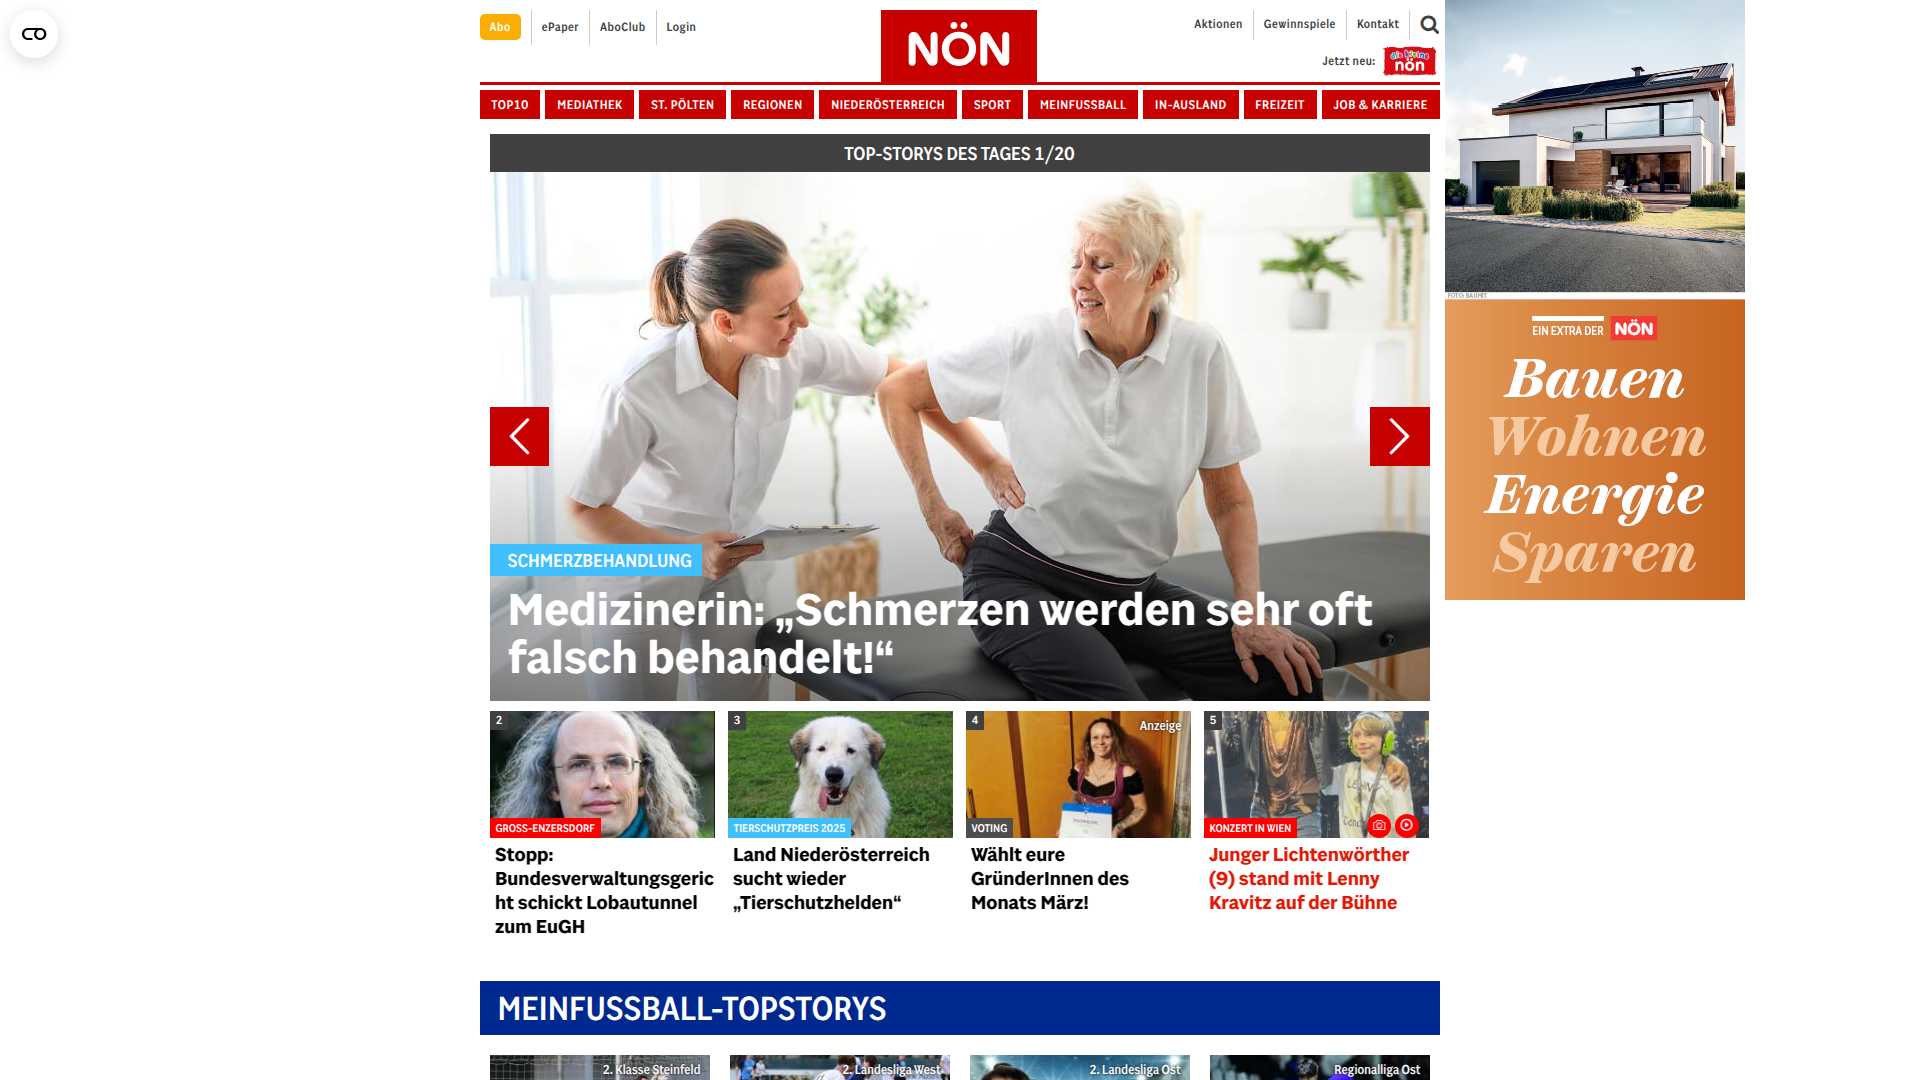 Abo
ePaper
AboClub
Login
NÖN
Aktionen
Gewinnspiele
Kontakt
Jetzt neu:
die kleine
nön
TOP10
MEDIATHEK
ST. PÖLTEN
REGIONEN
NIEDERÖSTERREICH
SPORT
MEINFUSSBALL
IN-AUSLAND
FREIZEIT
JOB & KARRIERE
TOP-STORYS DES TAGES 1/20
SCHMERZBEHANDLUNG
Medizinerin: „Schmerzen werden sehr oft
falsch behandelt!“
2
GROSS-ENZERSDORF
Stopp:
Bundesverwaltungsgeric
ht schickt Lobautunnel
zum EuGH
3
TIERSCHUTZPREIS 2025
Land Niederösterreich
sucht wieder
„Tierschutzhelden“
4
Anzeige
VOTING
Wählt eure
GründerInnen des
Monats März!
5
KONZERT IN WIEN
Junger Lichtenwörther
(9) stand mit Lenny
Kravitz auf der Bühne
FOTO: BAUMIT
EIN EXTRA DER NÖN
Bauen
Wohnen
Energie
Sparen
MEINFUSSBALL-TOPSTORYS
2. Klasse Steinfeld
2. Landesliga West
2. Landesliga Ost
Regionalliga Ost